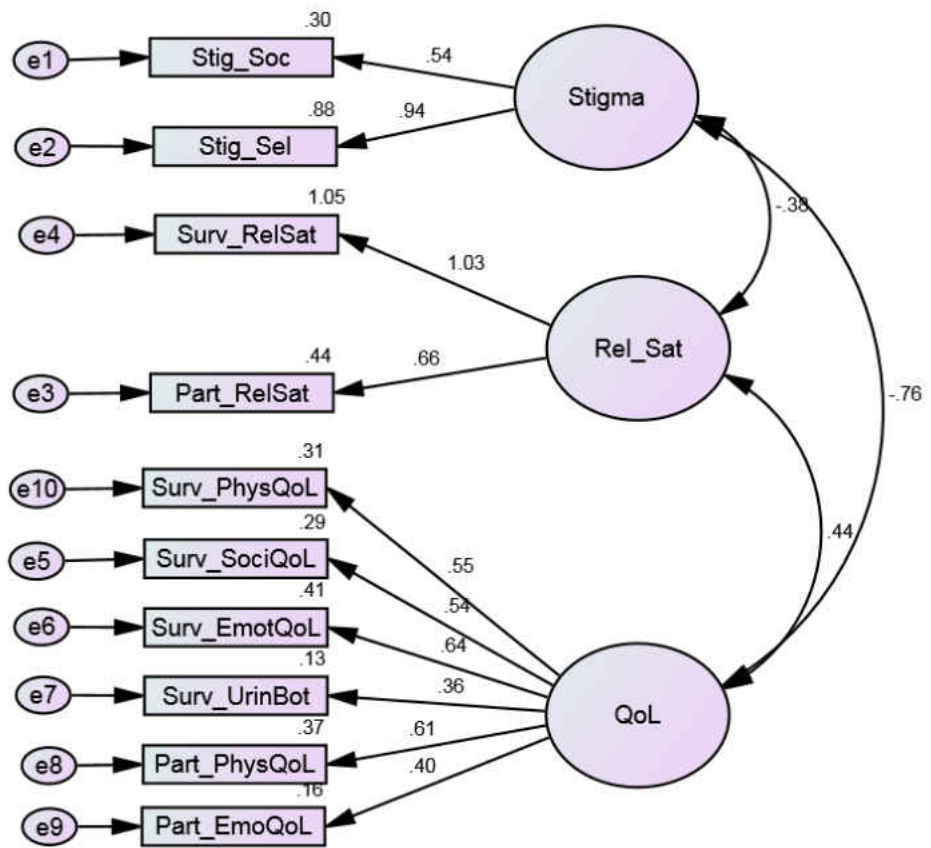 .30
e1 Stig_Soc .54 Stigma
.88
e2 Stig_Sel .94
1.05
e4 Surv_RelSat -.38
1.03
Rel_Sat
.44 .66
e3 Part_RelSat -.76
.31
e10 Surv_PhysQoL
.29 .44
e5 Surv_SociQoL .55
.41 .54
e6 Surv_EmotQoL .64
.13
e7 Surv_UrinBot .36 QoL
.37 .61
e8 Part_PhysQoL .40
.16
e9 Part_EmoQoL